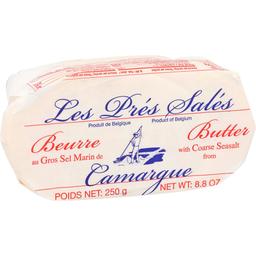 Les Prés Salés
Produit de Belgique Product of Belgium
Beurre Butter
au Gros Sel Marin de with Coarse Seasalt from
Camargue
POIDS NET: 250 g NET WT: 8.8 OZ